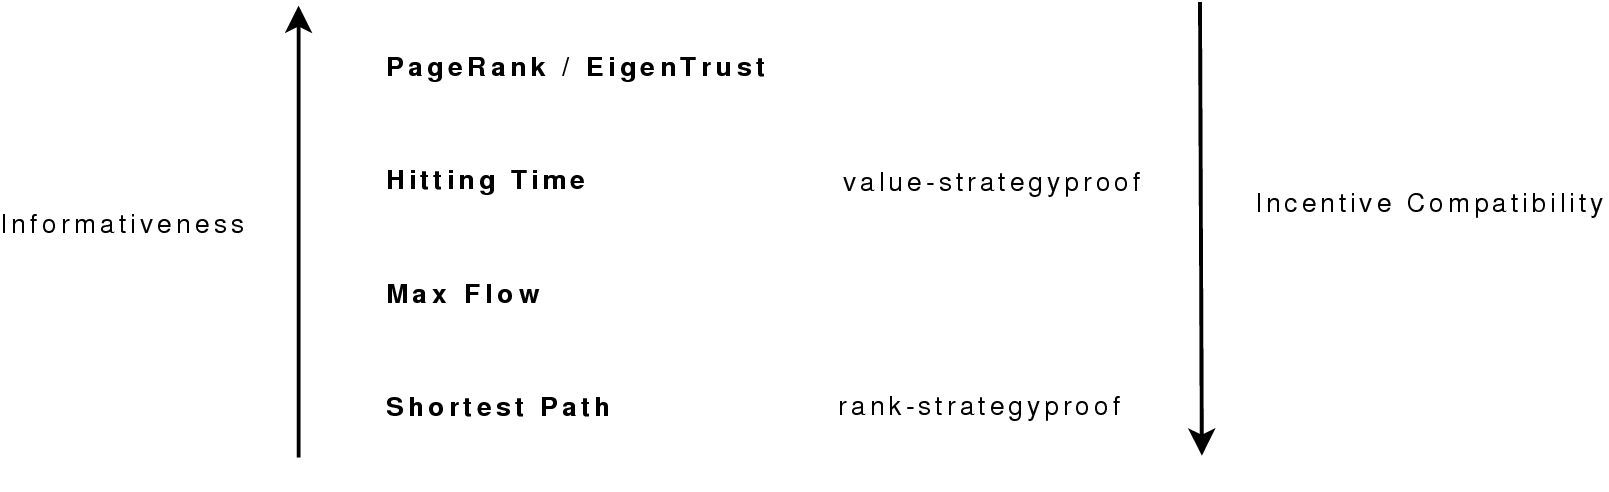 PageRank / EigenTrust
Hitting Time
value-strategyproof
Incentive Compatibility
Informativeness
Max Flow
Shortest Path
rank-strategyproof